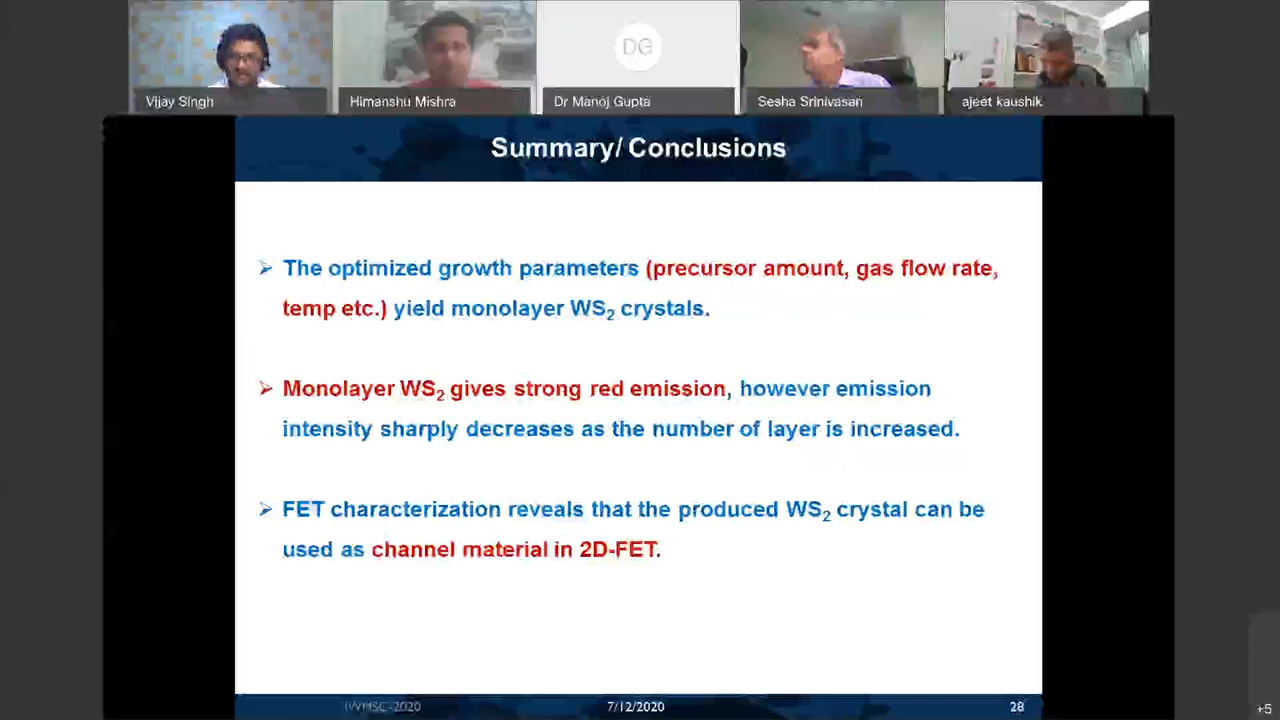 DG
Vijay Singh
Himanshu Mishra
Dr Manoj Gupta
Sesha Srinivasan
ajeet kaushik
Summary/ Conclusions
➢ The optimized growth parameters (precursor amount, gas flow rate,
temp etc.) yield monolayer WS₂ crystals.
➢ Monolayer WS₂ gives strong red emission, however emission
intensity sharply decreases as the number of layer is increased.
➢ FET characterization reveals that the produced WS₂ crystal can be
used as channel material in 2D-FET.
7/12/2020
28
+5